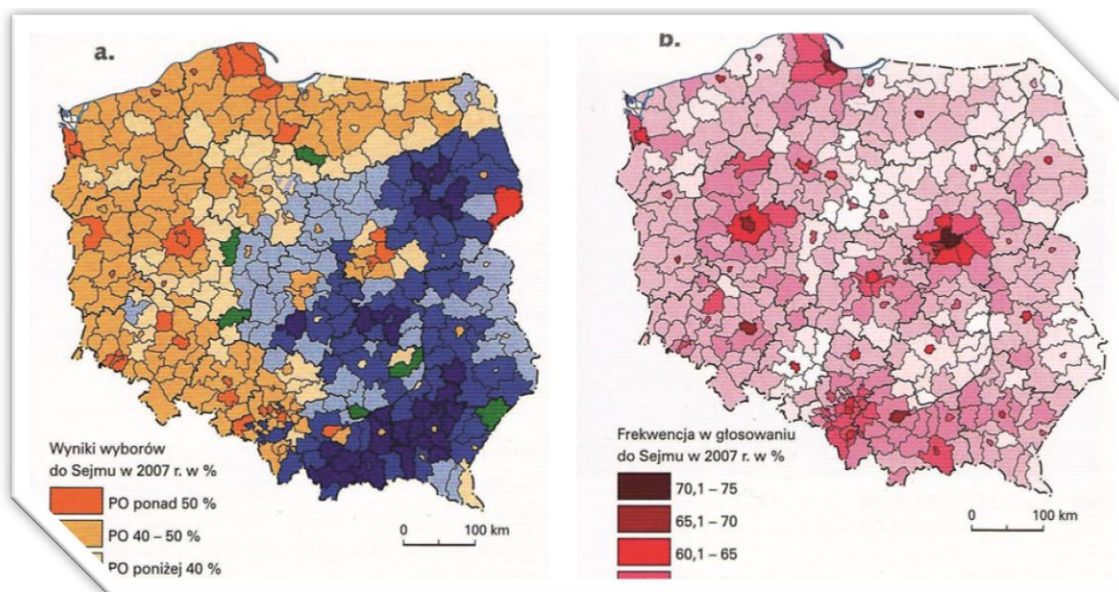 a.
Wyniki wyborów
do Sejmu w 2007 r. w %
PO ponad 50 %
PO 40 – 50 %
PO poniżej 40 %
0 100 km
b.
Frekwencja w głosowaniu
do Sejmu w 2007 r. w %
70,1 – 75
65,1 – 70
60,1 – 65
0 100 km